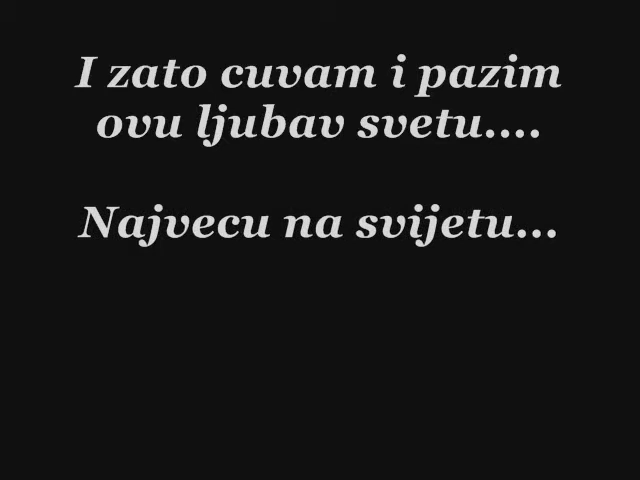 I zato cuvam i pazim
ovu ljubav svetu....
Najvecu na svijetu...